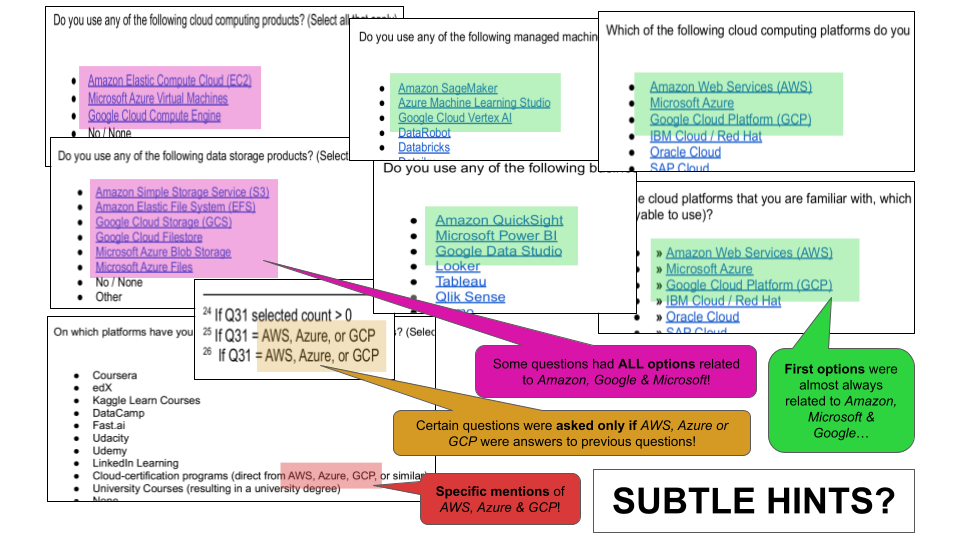 Do you use any of the following cloud computing products? (Select all that apply)
• Amazon Elastic Compute Cloud (EC2)
• Microsoft Azure Virtual Machines
• Google Cloud Compute Engine
• No / None
Do you use any of the following managed machin
• Amazon SageMaker
• Azure Machine Learning Studio
• Google Cloud Vertex AI
• DataRobot
• Databricks
Which of the following cloud computing platforms do you
• Amazon Web Services (AWS)
• Microsoft Azure
• Google Cloud Platform (GCP)
• IBM Cloud / Red Hat
• Oracle Cloud
• SAP Cloud
Do you use any of the following data storage products? (Select
• Amazon Simple Storage Service (S3)
• Amazon Elastic File System (EFS)
• Google Cloud Storage (GCS)
• Google Cloud Filestore
• Microsoft Azure Blob Storage
• Microsoft Azure Files
• No / None
• Other
Do you use any of the following b
• Amazon QuickSight
• Microsoft Power BI
• Google Data Studio
• Looker
• Tableau
• Qlik Sense
e cloud platforms that you are familiar with, which
yable to use)?
» Amazon Web Services (AWS)
» Microsoft Azure
» Google Cloud Platform (GCP)
» IBM Cloud / Red Hat
» Oracle Cloud
» SAP Cloud
24 If Q31 selected count > 0
25 If Q31 = AWS, Azure, or GCP
26 If Q31 = AWS, Azure, or GCP
On which platforms have you s? (Selec
• Coursera
• edX
• Kaggle Learn Courses
• DataCamp
• Fast.ai
• Udacity
• Udemy
• LinkedIn Learning
• Cloud-certification programs (direct from AWS, Azure, GCP, or similar)
• University Courses (resulting in a university degree)
• None
Some questions had ALL options related
to Amazon, Google & Microsoft!
First options were
almost always
related to Amazon,
Microsoft &
Google…
Certain questions were asked only if AWS, Azure or
GCP were answers to previous questions!
Specific mentions of
AWS, Azure & GCP!
SUBTLE HINTS?